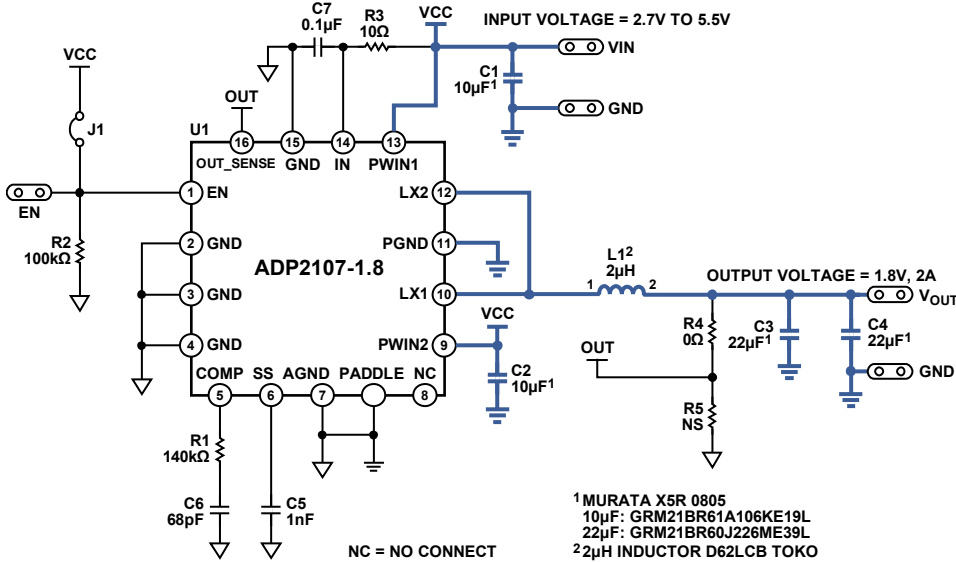 C7
0.1µF
R3
10Ω
VCC
INPUT VOLTAGE = 2.7V TO 5.5V
VIN
C1
10µF1
GND
VCC
J1
OUT
U1
16
15
14
13
OUT_SENSE
GND
IN
PWIN1
EN
1
EN
LX2
12
R2
100kΩ
2
GND
PGND
11
ADP2107-1.8
L12
2µH
1
2
OUTPUT VOLTAGE = 1.8V, 2A
VOUT
3
GND
LX1
10
VCC
4
GND
PWIN2
9
C2
10µF1
OUT
R4
0Ω
C3
22µF1
C4
22µF1
GND
COMP
SS
AGND
PADDLE
NC
5
6
7
8
R5
NS
R1
140kΩ
C6
68pF
C5
1nF
NC = NO CONNECT
1 MURATA X5R 0805
10µF: GRM21BR61A106KE19L
22µF: GRM21BR60J226ME39L
2 2µH INDUCTOR D62LCB TOKO